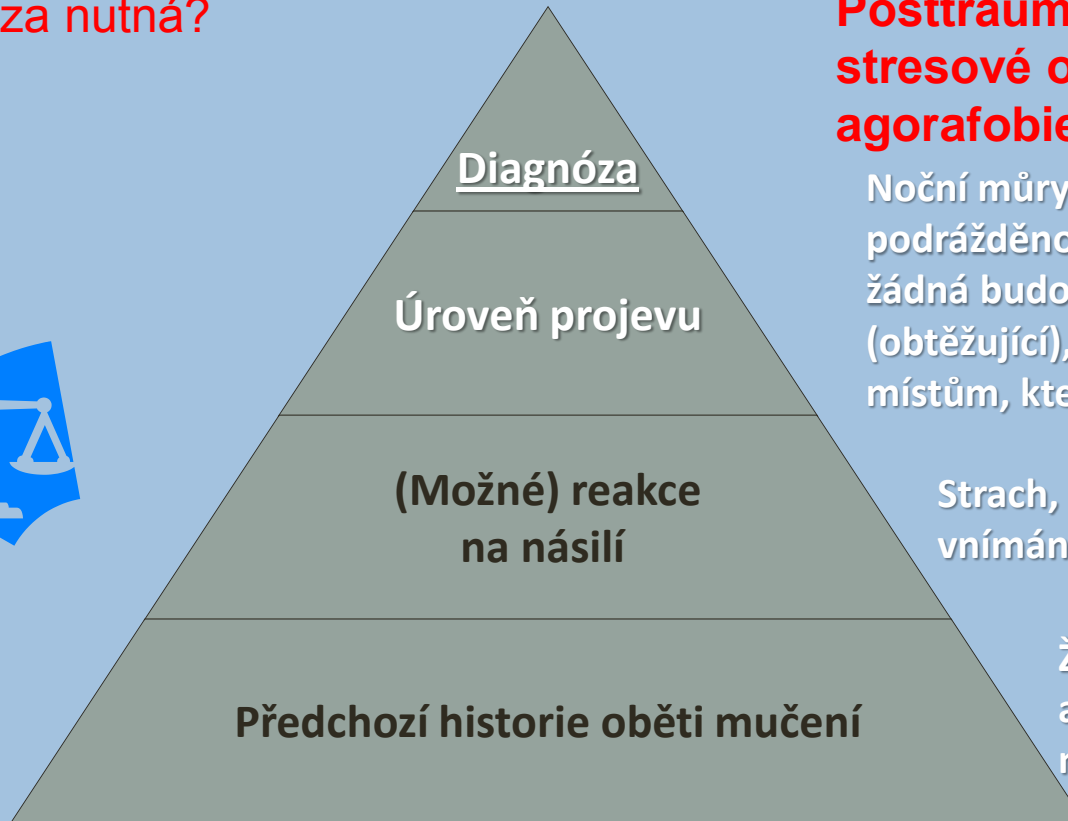 za nutná?
Posttraum
stresové o
agorafobie
Diagnóza
Noční můry
podrážděno
žádná budo
(obtěžující),
místům, kte
Úroveň projevu
(Možné) reakce
na násilí
Strach,
vnímán
Předchozí historie oběti mučení